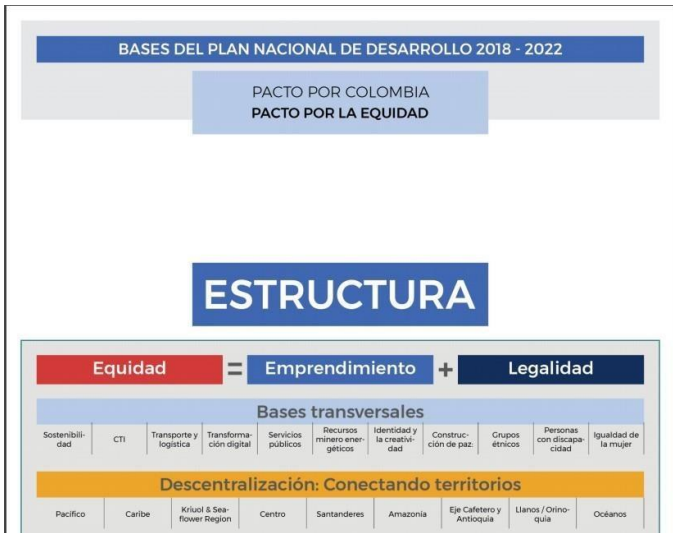 BASES DEL PLAN NACIONAL DE DESARROLLO 2018 - 2022
PACTO POR COLOMBIA
PACTO POR LA EQUIDAD
ESTRUCTURA
Equidad = Emprendimiento + Legalidad
Bases transversales
Sostenibili-
dad
CTI
Transporte y
logística
Transforma-
ción digital
Servicios
públicos
Recursos
minero ener-
géticos
Identidad y
la creativi-
dad
Construc-
ción de paz:
Grupos
étnicos
Personas
con discapa-
cidad
Igualdad de
la mujer
Descentralización: Conectando territorios
Pacífico
Caribe
Kriuol & Sea-
flower Region
Centro
Santanderes
Amazonía
Eje Cafetero y
Antioquia
Llanos / Orino-
quia
Océanos